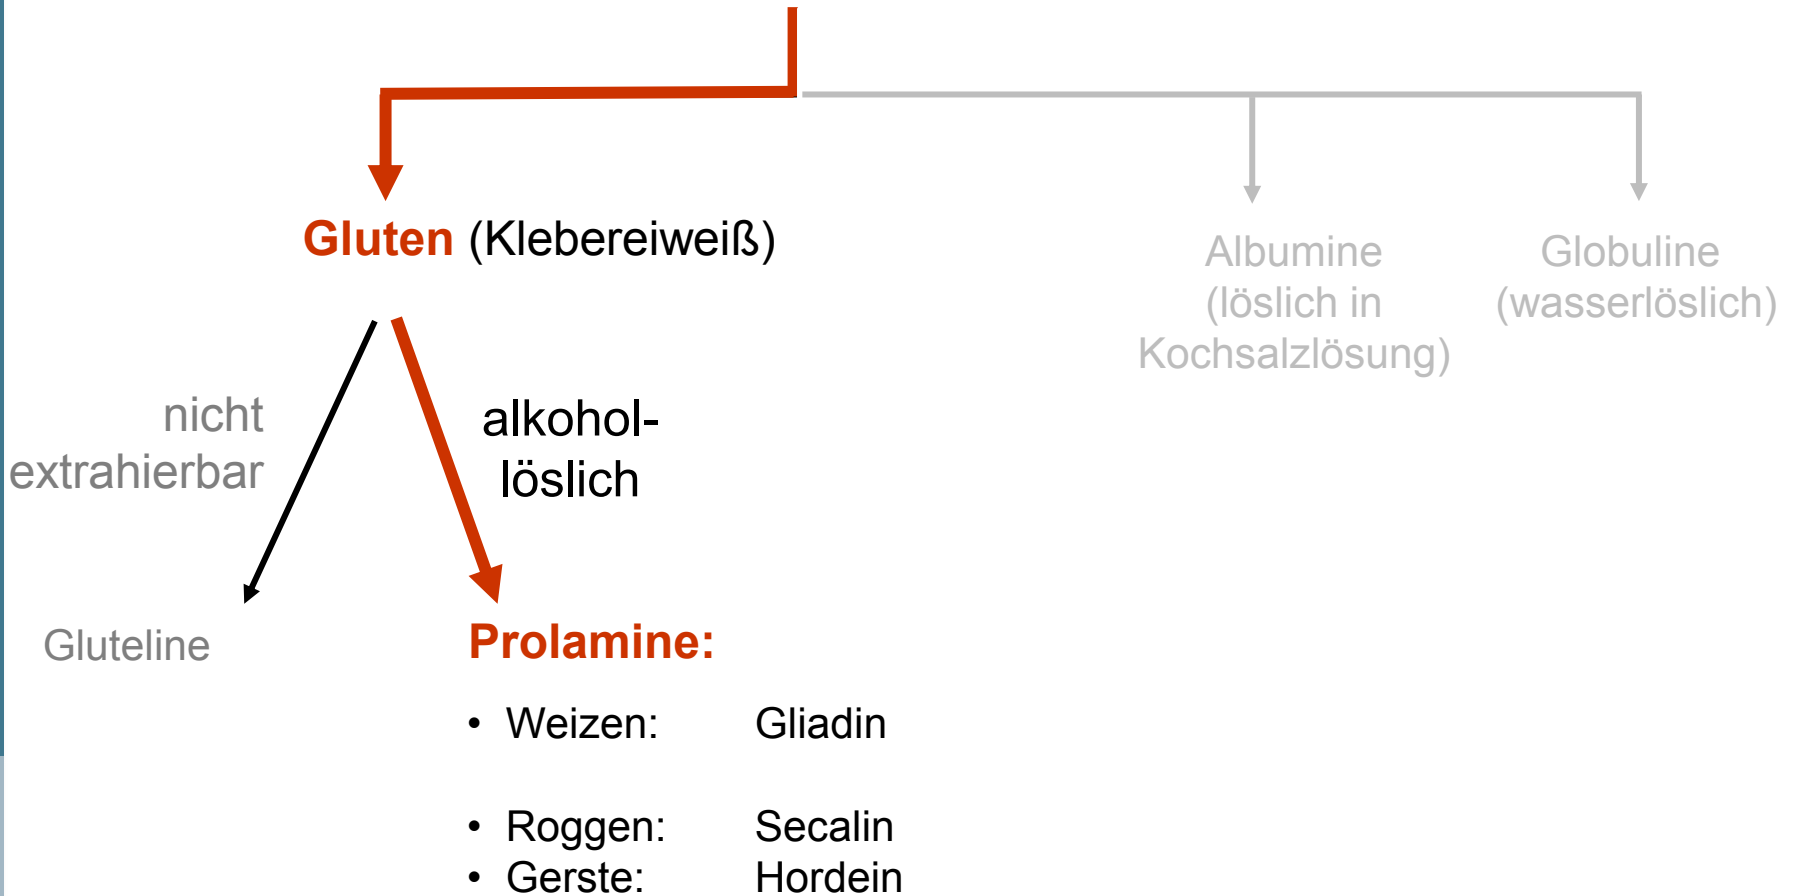 Gluten (Klebereiweiß)
Albumine
(löslich in
Kochsalzlösung)
Globuline
(wasserlöslich)
nicht
extrahierbar
alkohol-
löslich
Gluteline
Prolamine:
• Weizen: Gliadin
• Roggen: Secalin
• Gerste: Hordein